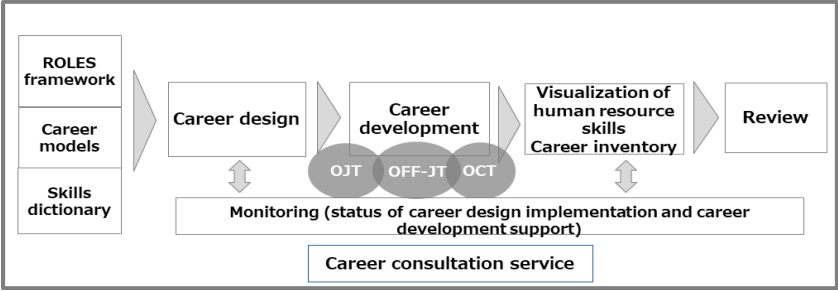 ROLES
framework
Career
models
Skills
dictionary
Career design
Career
development
OJT
OFF-JT
OCT
Visualization of
human resource
skills
Career inventory
Review
Monitoring (status of career design implementation and career
development support)
Career consultation service